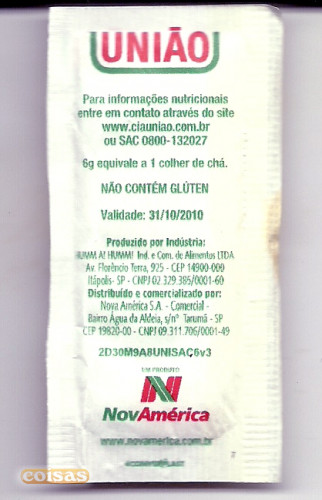 UNIÃO
Para informações nutricionais
entre em contato através do site
www.ciauniao.com.br
ou SAC 0800-132027
6g equivale a 1 colher de chá.
NÃO CONTÉM GLÚTEN
Validade: 31/10/2010
Produzido por Indústria:
HUMM A! HUMM! Ind. e Com. de Alimentos LTDA
Av. Florêncio Terra, 925 - CEP 14900-000
Itápolis - SP - CNPJ 02.329.385/0001-60
Distribuído e comercializado por:
Nova América S.A. - Comercial -
Bairro Água da Aldeia, s/nº Tarumã - SP
CEP 19820-00 - CNPJ 09.311.706/0001-49
2D30M9A8UNISAÇ6v3
UM PRODUTO
NovAmérica
www.novamerica.com.br
coisas